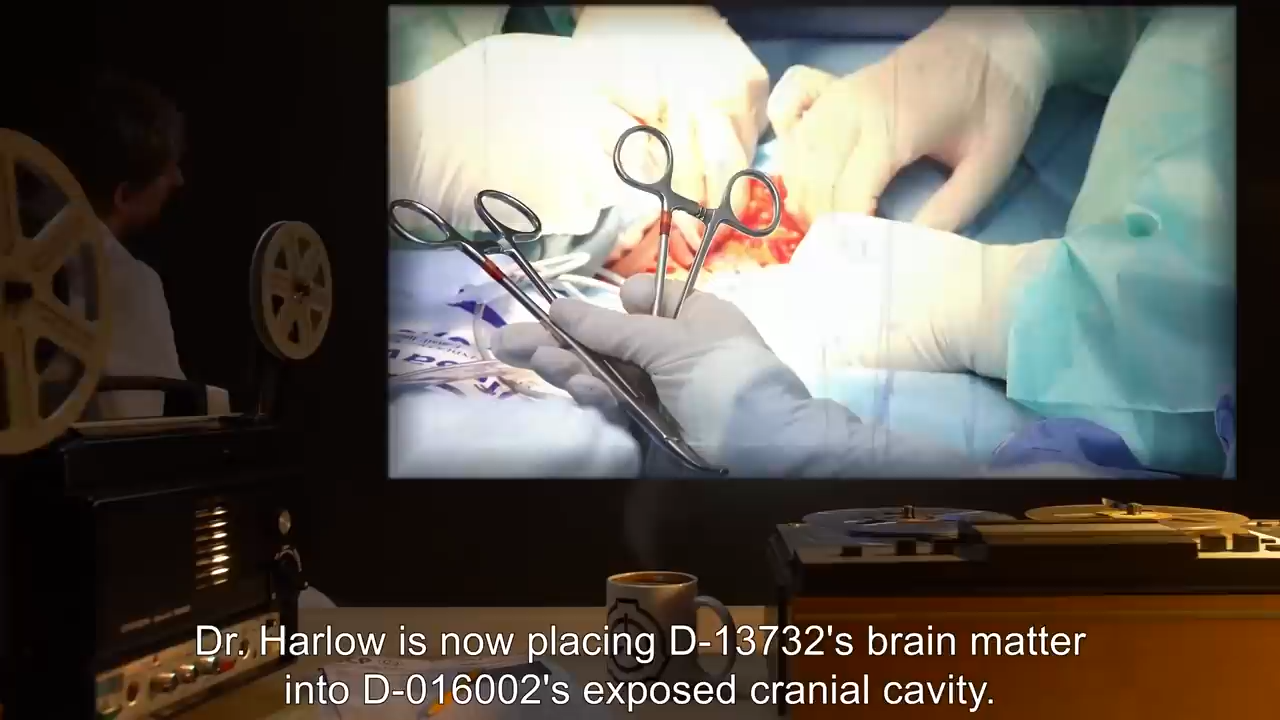 Dr. Harlow is now placing D-13732's brain matter
into D-016002's exposed cranial cavity.